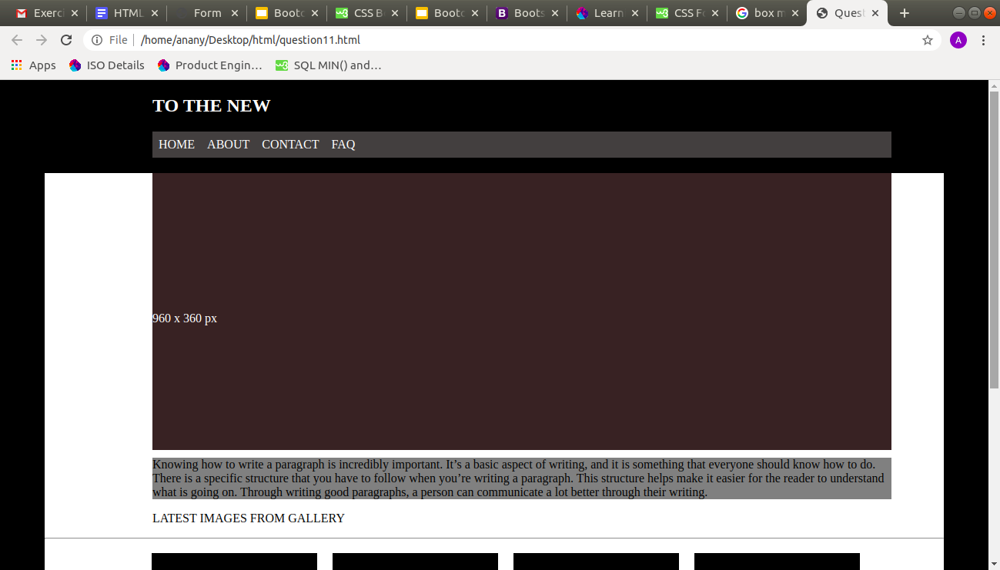 Exerci
HTML
Form
Bootc
CSS B
Bootc
Boots
Learn
CSS Fo
box m
Quest
File
/home/anany/Desktop/html/question11.html
A
Apps
ISO Details
Product Engin…
SQL MIN() and…
TO THE NEW
HOME ABOUT CONTACT FAQ
960 x 360 px
Knowing how to write a paragraph is incredibly important. It’s a basic aspect of writing, and it is something that everyone should know how to do.
There is a specific structure that you have to follow when you’re writing a paragraph. This structure helps make it easier for the reader to understand
what is going on. Through writing good paragraphs, a person can communicate a lot better through their writing.
LATEST IMAGES FROM GALLERY